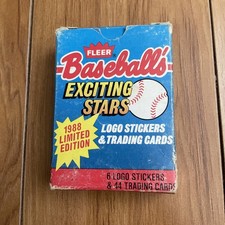 FLEER
Baseball's
EXCITING
STARS
1988
LIMITED
EDITION
LOGO STICKERS
& TRADING CARDS
6 LOGO STICKERS
& 44 TRADING CARDS